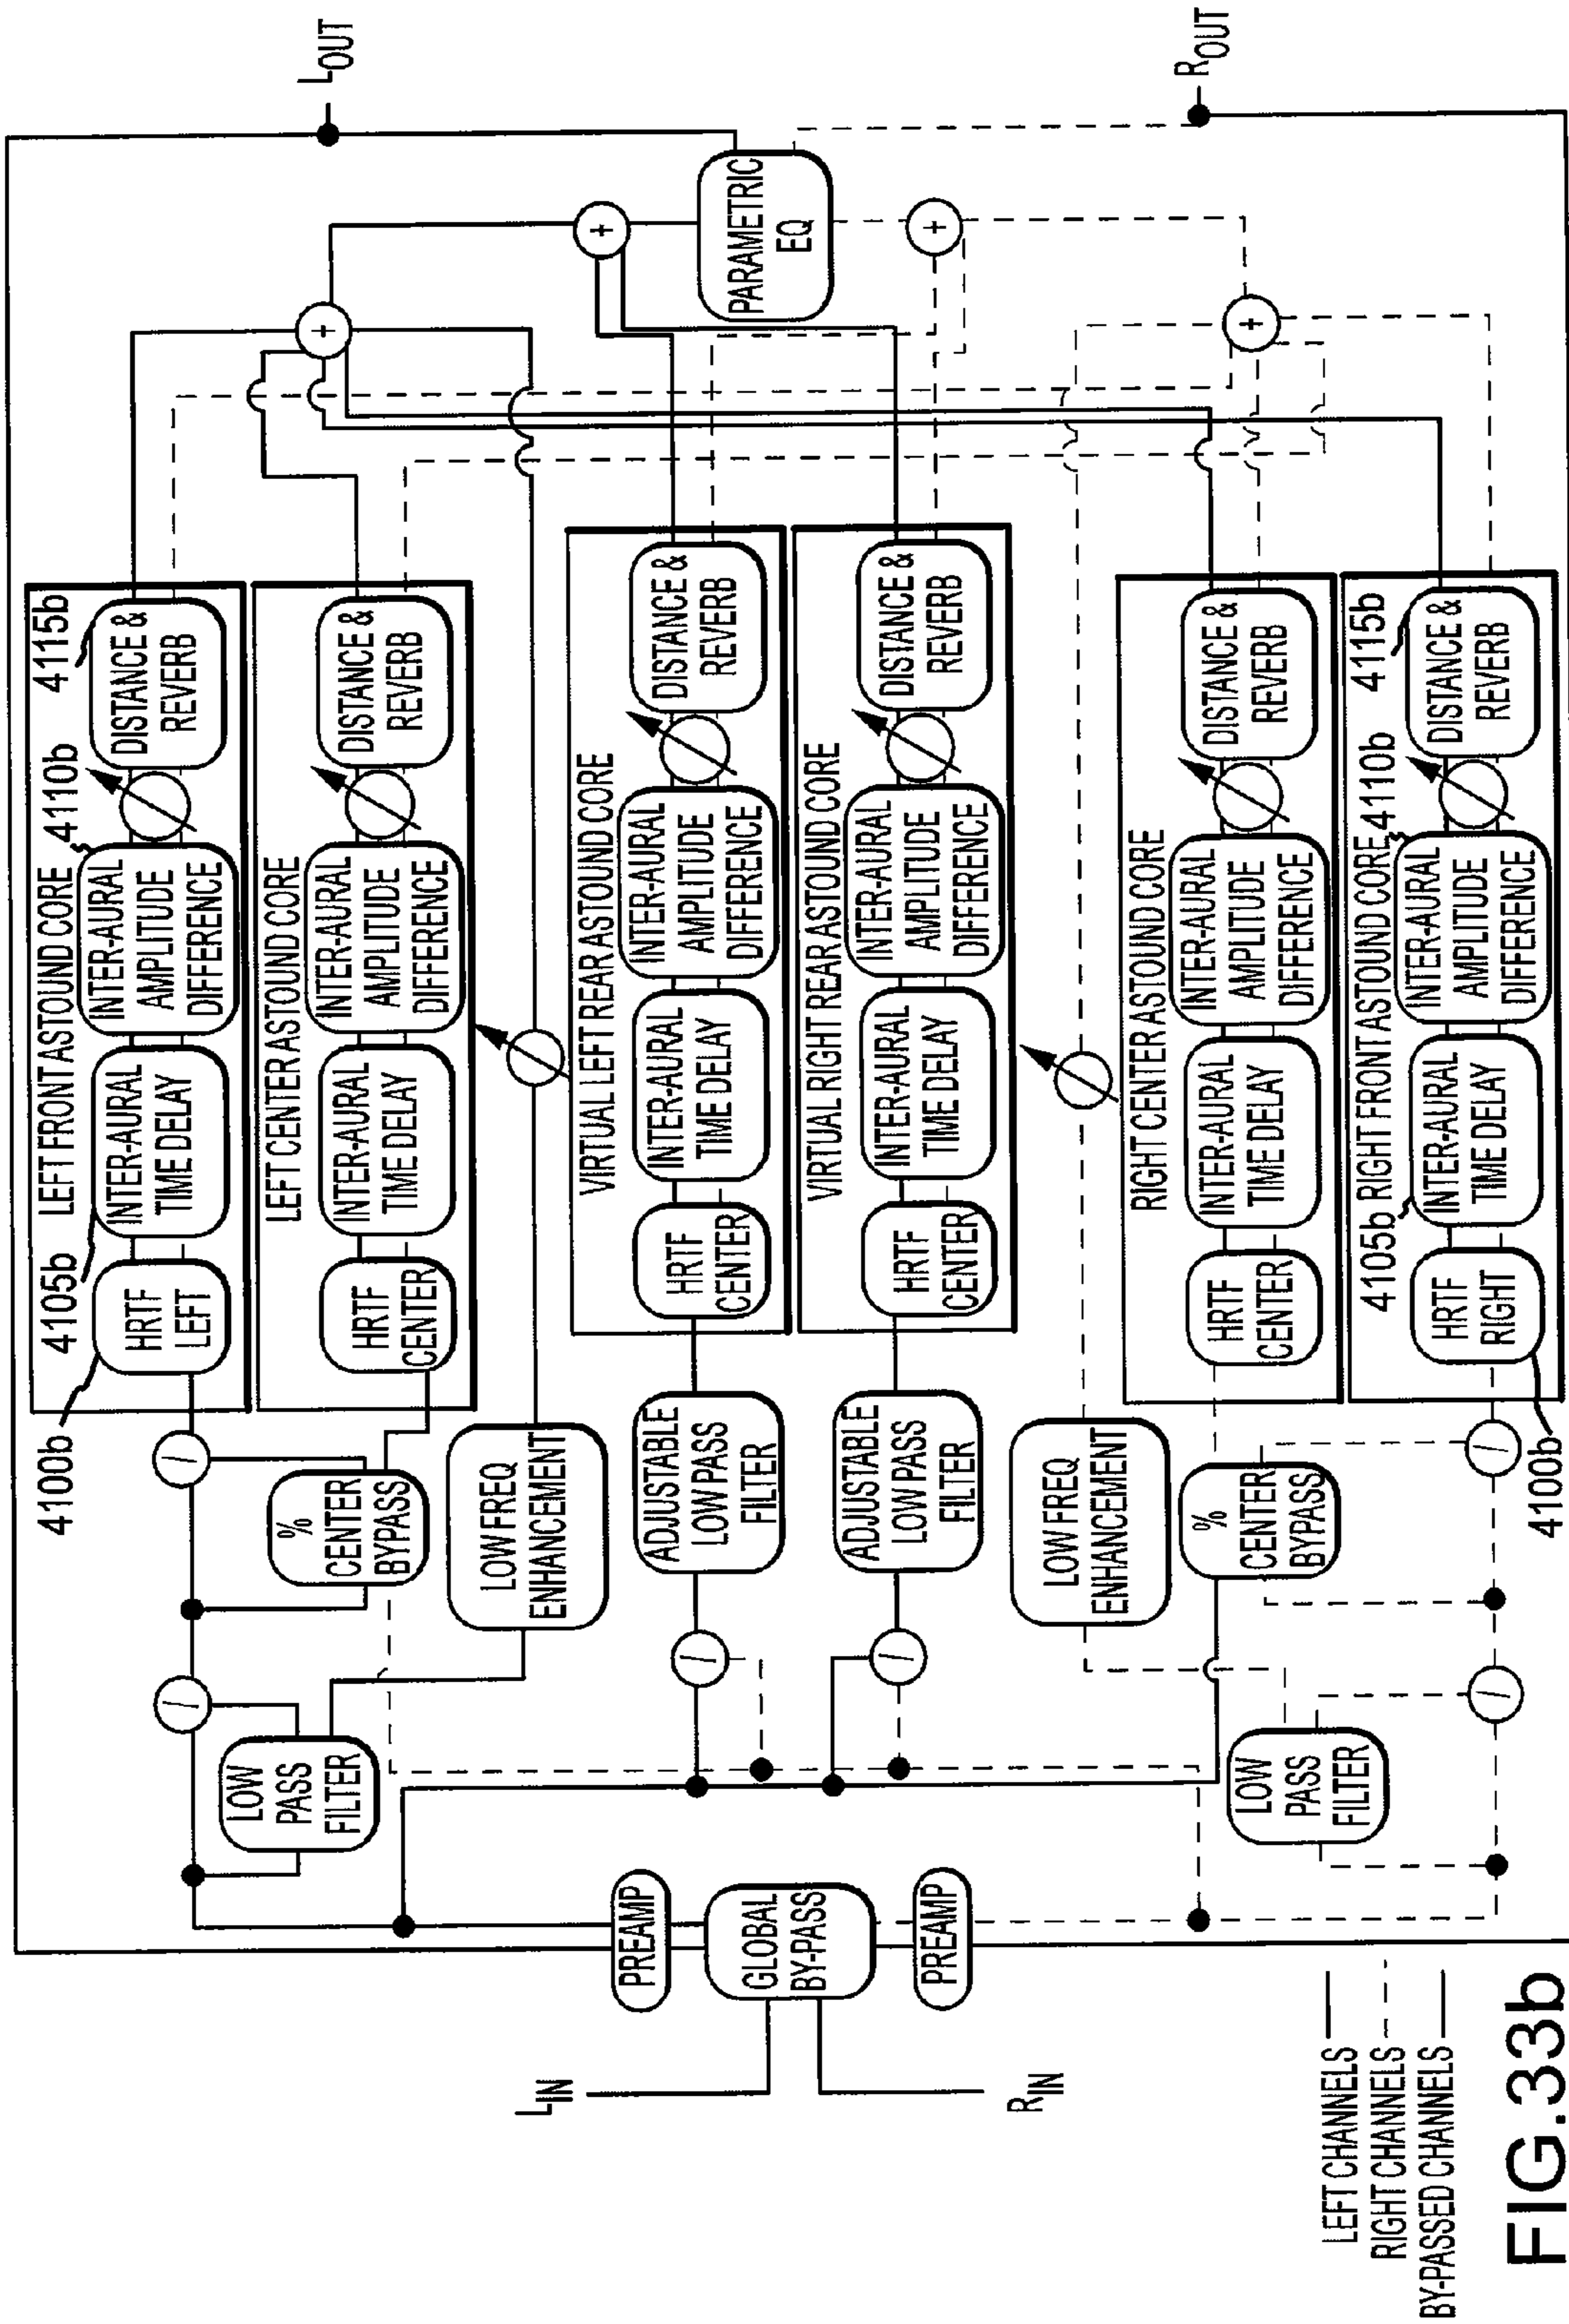 L IN
R IN
PREAMP
GLOBAL
BY-PASS
PREAMP
LOW
PASS
FILTER
%
CENTER
BYPASS
LOW FREQ
ENHANCEMENT
ADJUSTABLE
LOW PASS
FILTER
ADJUSTABLE
LOW PASS
FILTER
LOW FREQ
ENHANCEMENT
%
CENTER
BYPASS
LOW
PASS
FILTER
4100b
4105b
LEFT FRONT ASTOUND CORE
4110b
4115b
HRTF
LEFT
INTER-AURAL
TIME DELAY
INTER-AURAL
AMPLITUDE
DIFFERENCE
DISTANCE &
REVERB
LEFT CENTER ASTOUND CORE
HRTF
CENTER
INTER-AURAL
TIME DELAY
INTER-AURAL
AMPLITUDE
DIFFERENCE
DISTANCE &
REVERB
VIRTUAL LEFT REAR ASTOUND CORE
HRTF
CENTER
INTER-AURAL
TIME DELAY
INTER-AURAL
AMPLITUDE
DIFFERENCE
DISTANCE &
REVERB
VIRTUAL RIGHT REAR ASTOUND CORE
HRTF
CENTER
INTER-AURAL
TIME DELAY
INTER-AURAL
AMPLITUDE
DIFFERENCE
DISTANCE &
REVERB
RIGHT CENTER ASTOUND CORE
HRTF
CENTER
INTER-AURAL
TIME DELAY
INTER-AURAL
AMPLITUDE
DIFFERENCE
DISTANCE &
REVERB
4105b RIGHT FRONT ASTOUND CORE 4110b
4115b
HRTF
RIGHT
INTER-AURAL
TIME DELAY
INTER-AURAL
AMPLITUDE
DIFFERENCE
DISTANCE &
REVERB
4100b
+
+
PARAMETRIC
EQ
+
+
L OUT
R OUT
LEFT CHANNELS
RIGHT CHANNELS
BY-PASSED CHANNELS
FIG.33b